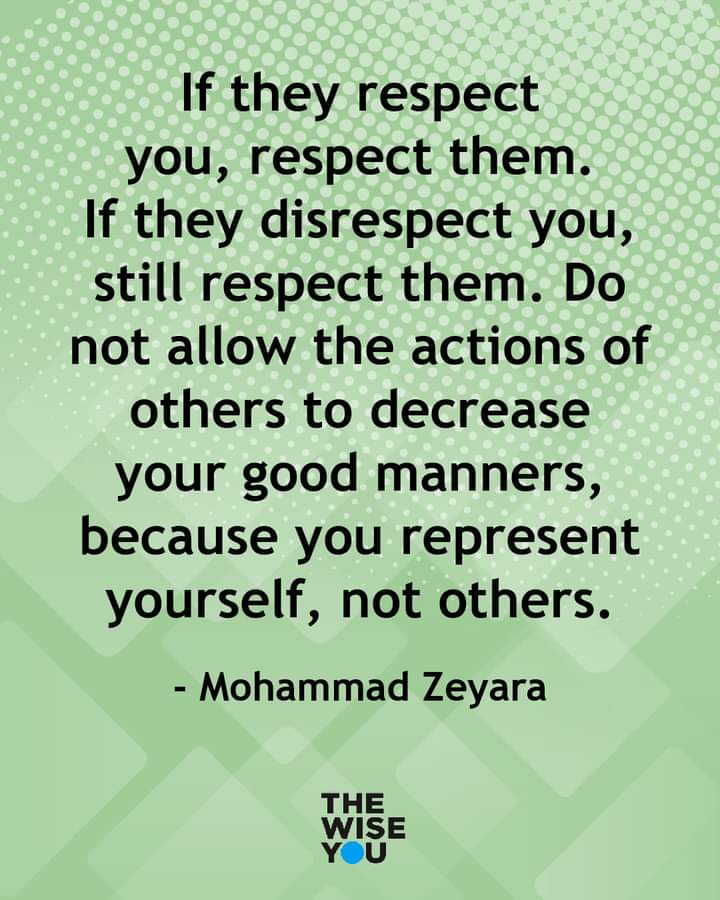 If they respect
you, respect them.
If they disrespect you,
still respect them. Do
not allow the actions of
others to decrease
your good manners,
because you represent
yourself, not others.
- Mohammad Zeyara
THE
WISE
YOU